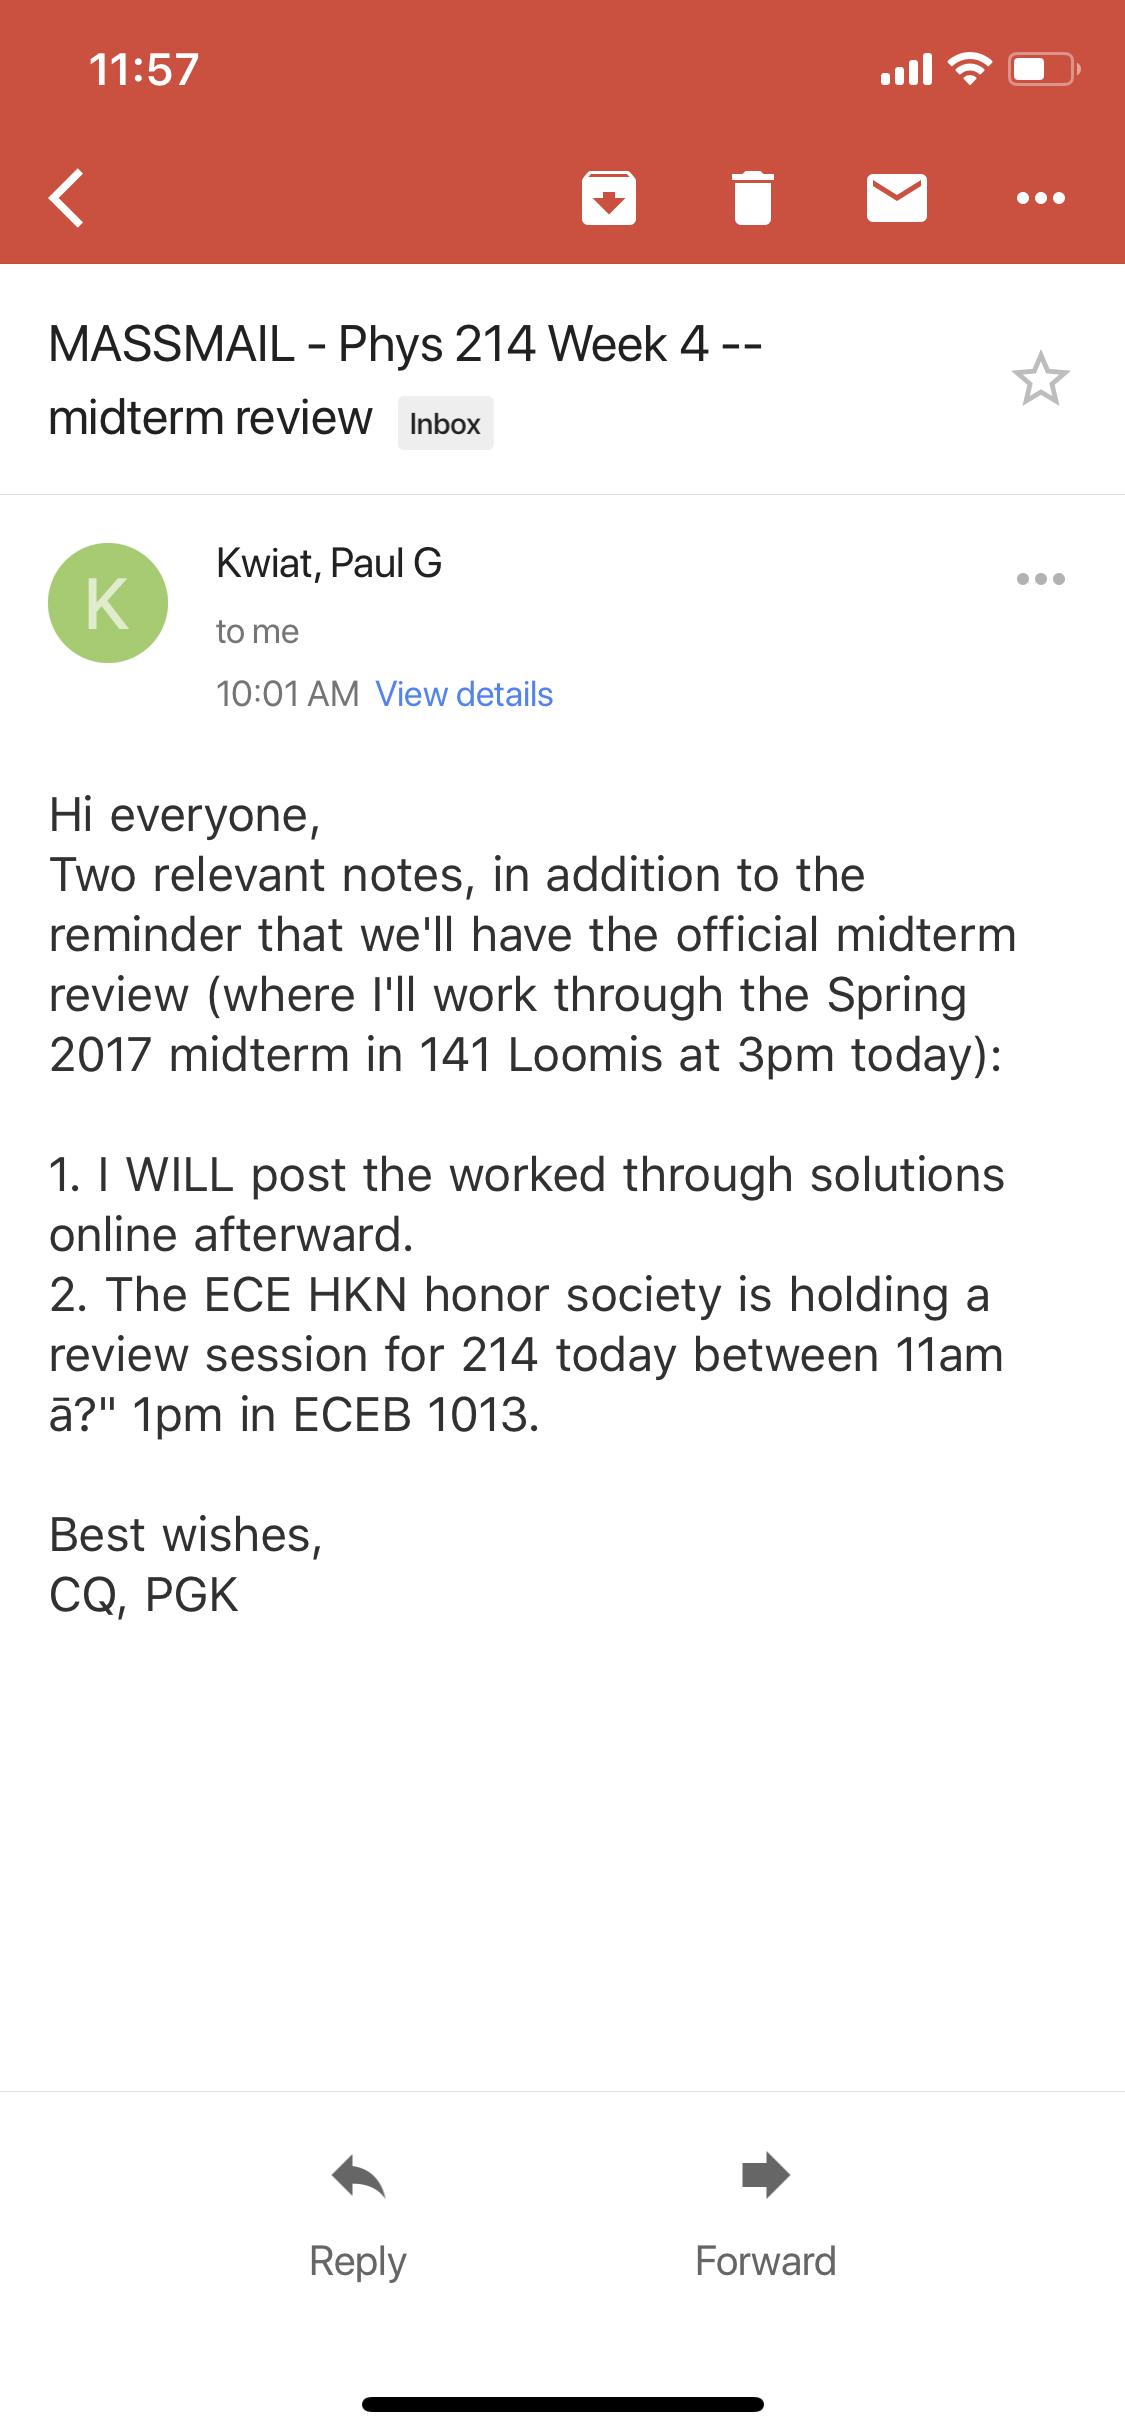 11:57
MASSMAIL - Phys 214 Week 4 --
midterm review Inbox
K
Kwiat, Paul G
to me
10:01 AM View details
Hi everyone,
Two relevant notes, in addition to the
reminder that we'll have the official midterm
review (where I'll work through the Spring
2017 midterm in 141 Loomis at 3pm today):
1. I WILL post the worked through solutions
online afterward.
2. The ECE HKN honor society is holding a
review session for 214 today between 11am
ā?" 1pm in ECEB 1013.
Best wishes,
CQ, PGK
Reply Forward